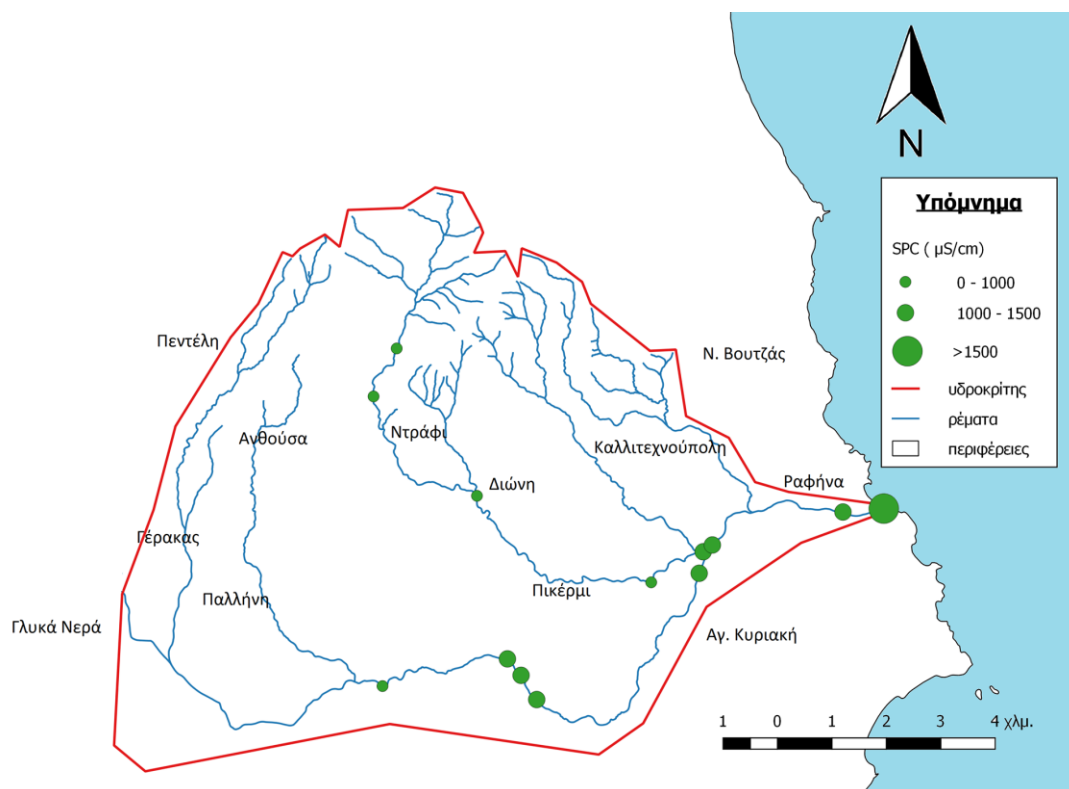 N
Υπόμνημα
SPC ( μS/cm)
0 - 1000
1000 - 1500
>1500
υδροκρίτης
ρέματα
περιφέρειες
Πεντέλη
Ν. Βουτζάς
Ανθούσα
Ντράφι
Καλλιτεχνούπολη
Διώνη
Ραφήνα
Γέρακας
Πικέρμι
Παλλήνη
Γλυκά Νερά
Αγ. Κυριακή
1 0 1 2 3 4 χλμ.